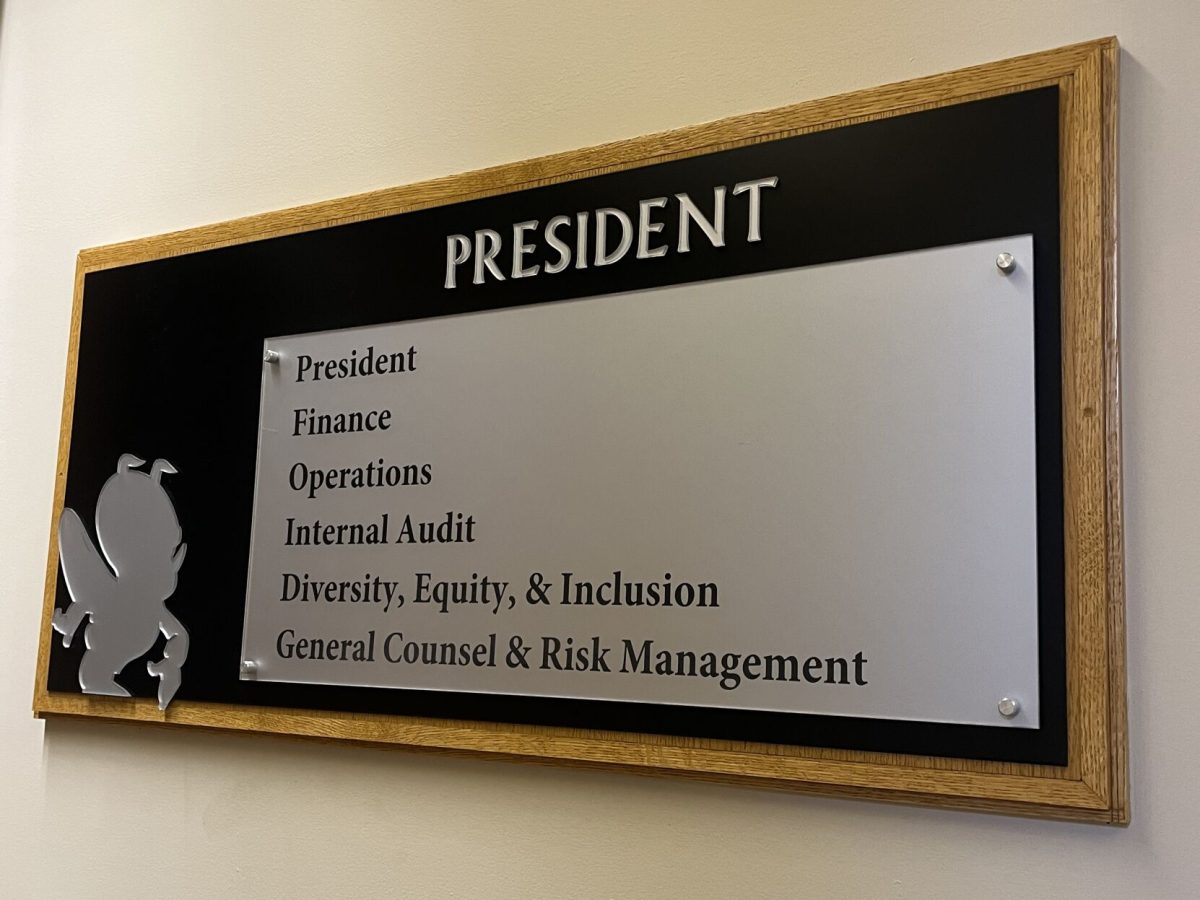 PRESIDENT
President
Finance
Operations
Internal Audit
Diversity, Equity, & Inclusion
General Counsel & Risk Management